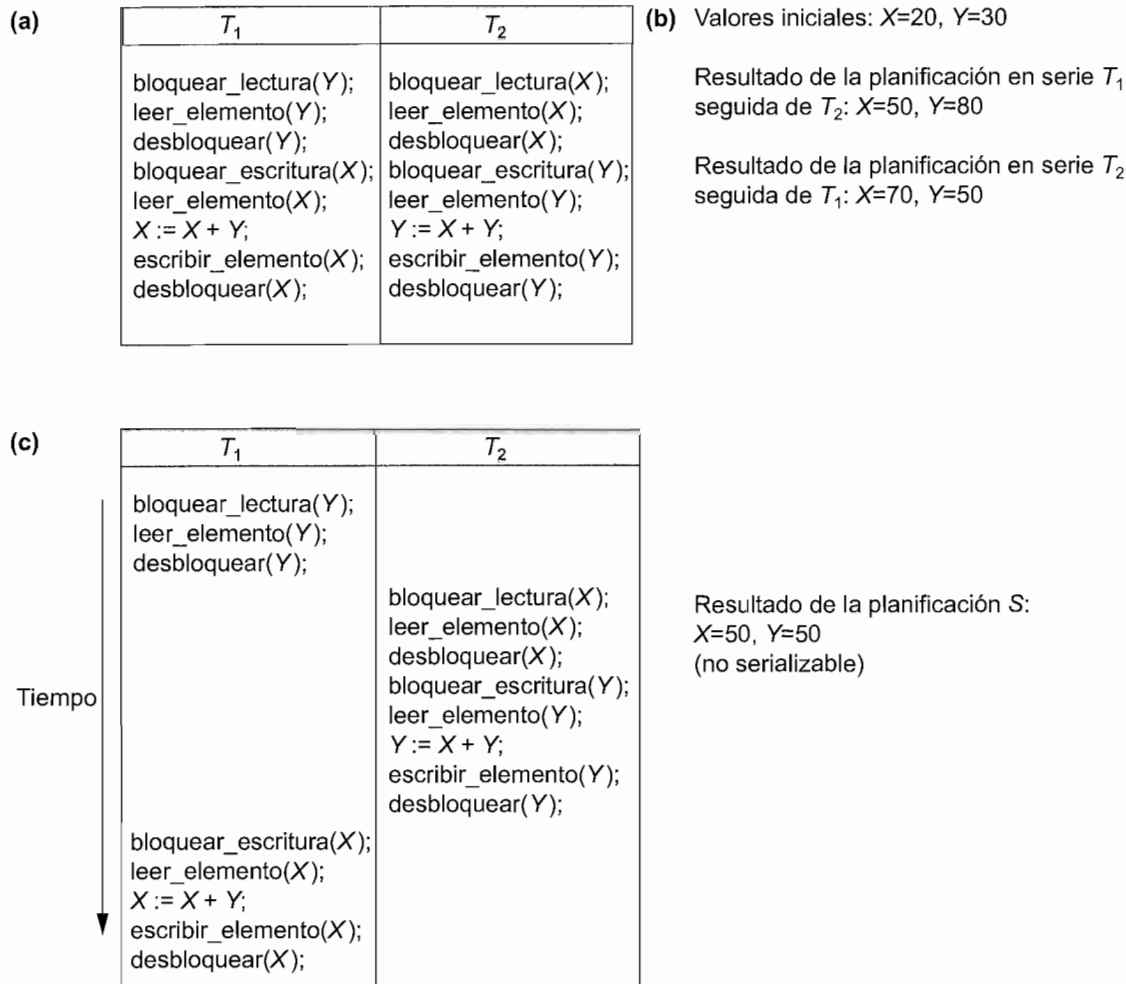 (a)
T₁ T₂
bloquear_lectura(Y); bloquear_lectura(X);
leer_elemento(Y); leer_elemento(X);
desbloquear(Y); desbloquear(X);
bloquear_escritura(X); bloquear_escritura(Y);
leer_elemento(X); leer_elemento(Y);
X := X + Y; Y := X + Y;
escribir_elemento(X); escribir_elemento(Y);
desbloquear(X); desbloquear(Y);
(b) Valores iniciales: X=20, Y=30
Resultado de la planificación en serie T₁
seguida de T₂: X=50, Y=80
Resultado de la planificación en serie T₂
seguida de T₁: X=70, Y=50
(c)
T₁ T₂
Tiempo
bloquear_lectura(Y);
leer_elemento(Y);
desbloquear(Y);
bloquear_lectura(X);
leer_elemento(X);
desbloquear(X);
bloquear_escritura(Y);
leer_elemento(Y);
Y := X + Y;
escribir_elemento(Y);
desbloquear(Y);
bloquear_escritura(X);
leer_elemento(X);
X := X + Y;
escribir_elemento(X);
desbloquear(X);
Resultado de la planificación S:
X=50, Y=50
(no serializable)